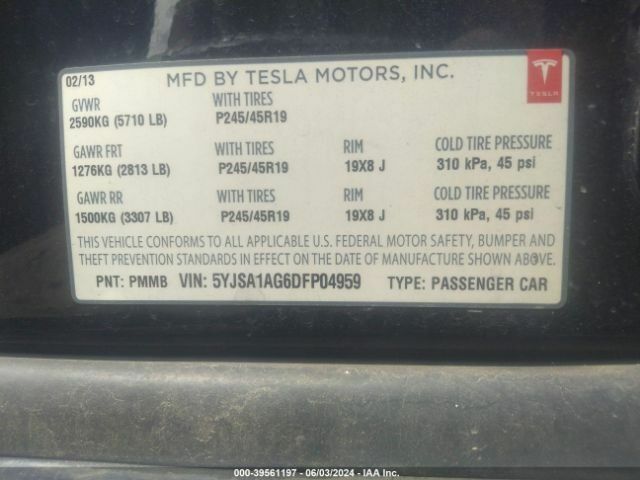 02/13 MFD BY TESLA MOTORS, INC.
TESLA
GVWR WITH TIRES
2590KG (5710 LB) P245/45R19
GAWR FRT WITH TIRES RIM COLD TIRE PRESSURE
1276KG (2813 LB) P245/45R19 19X8 J 310 kPa, 45 psi
GAWR RR WITH TIRES RIM COLD TIRE PRESSURE
1500KG (3307 LB) P245/45R19 19X8 J 310 kPa, 45 psi
THIS VEHICLE CONFORMS TO ALL APPLICABLE U.S. FEDERAL MOTOR SAFETY, BUMPER AND
THEFT PREVENTION STANDARDS IN EFFECT ON THE DATE OF MANUFACTURE SHOWN ABOVE.
PNT: PMMB VIN: 5YJSA1AG6DFP04959 TYPE: PASSENGER CAR
000-39561197 - 06/03/2024 - IAA Inc.